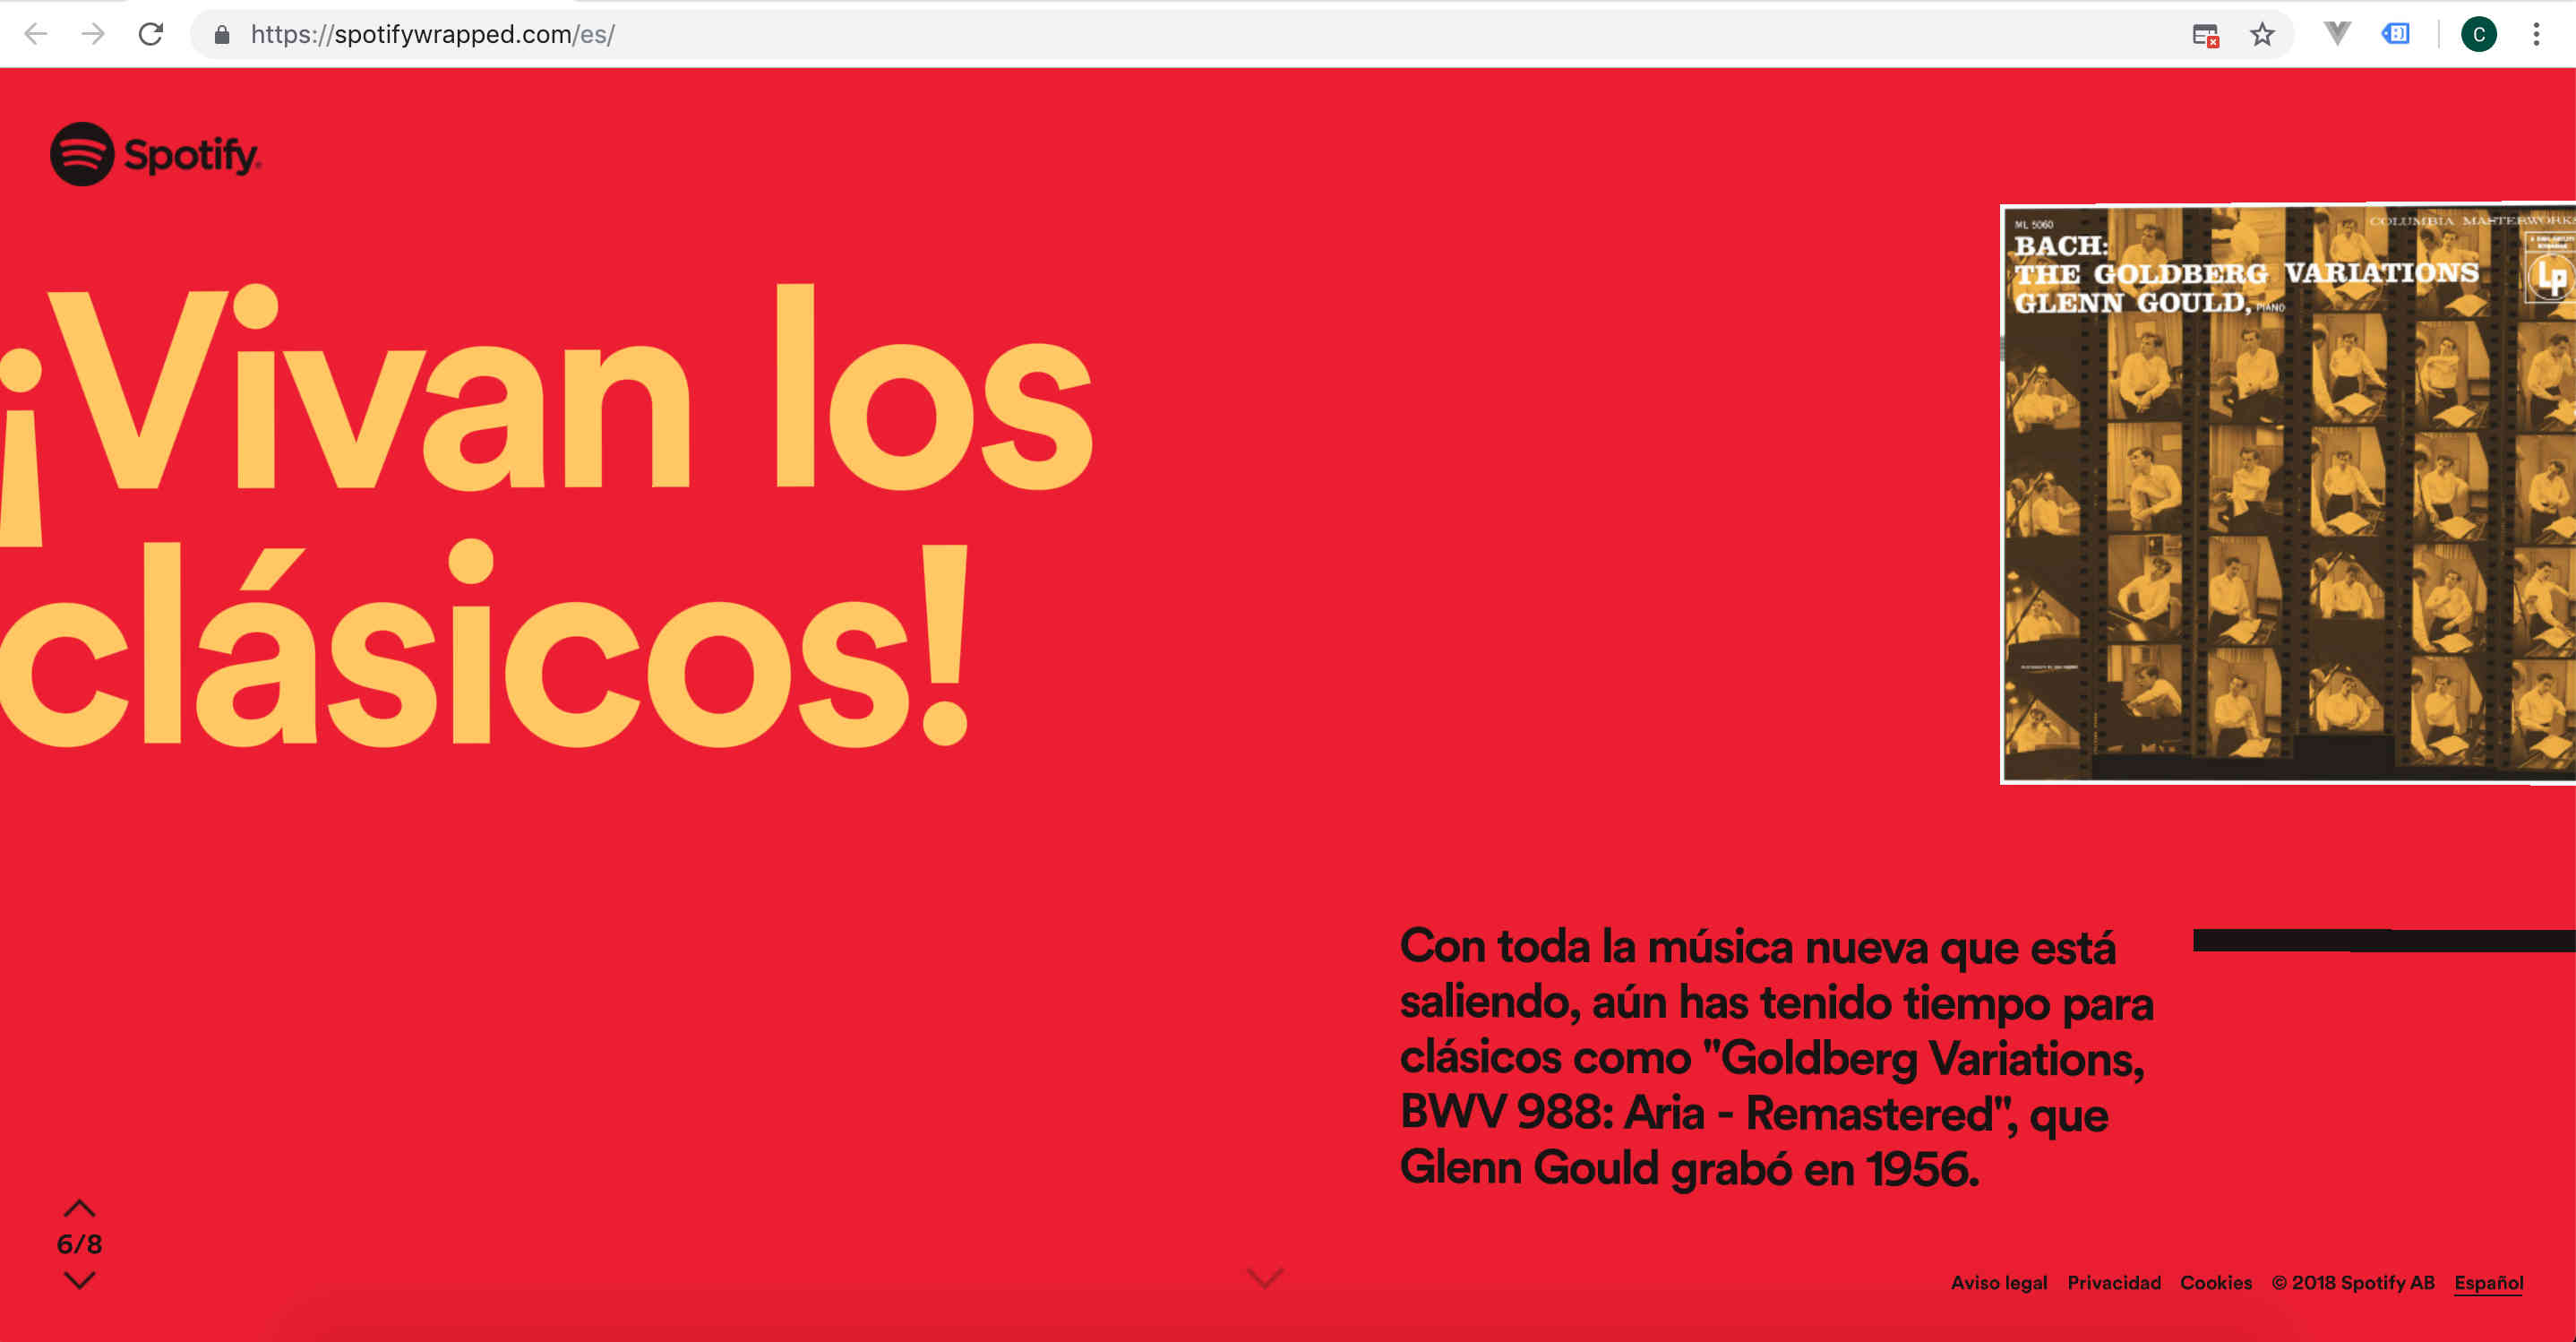 https://spotifywrapped.com/es/
C
Spotify
¡Vivan los
clásicos!
ML 5060
COLUMBIA MASTERWORKS
BACH:
THE GOLDBERG VARIATIONS
GLENN GOULD, PIANO
Lp
Con toda la música nueva que está
saliendo, aún has tenido tiempo para
clásicos como "Goldberg Variations,
BWV 988: Aria - Remastered", que
Glenn Gould grabó en 1956.
6/8
Aviso legal Privacidad Cookies © 2018 Spotify AB Español